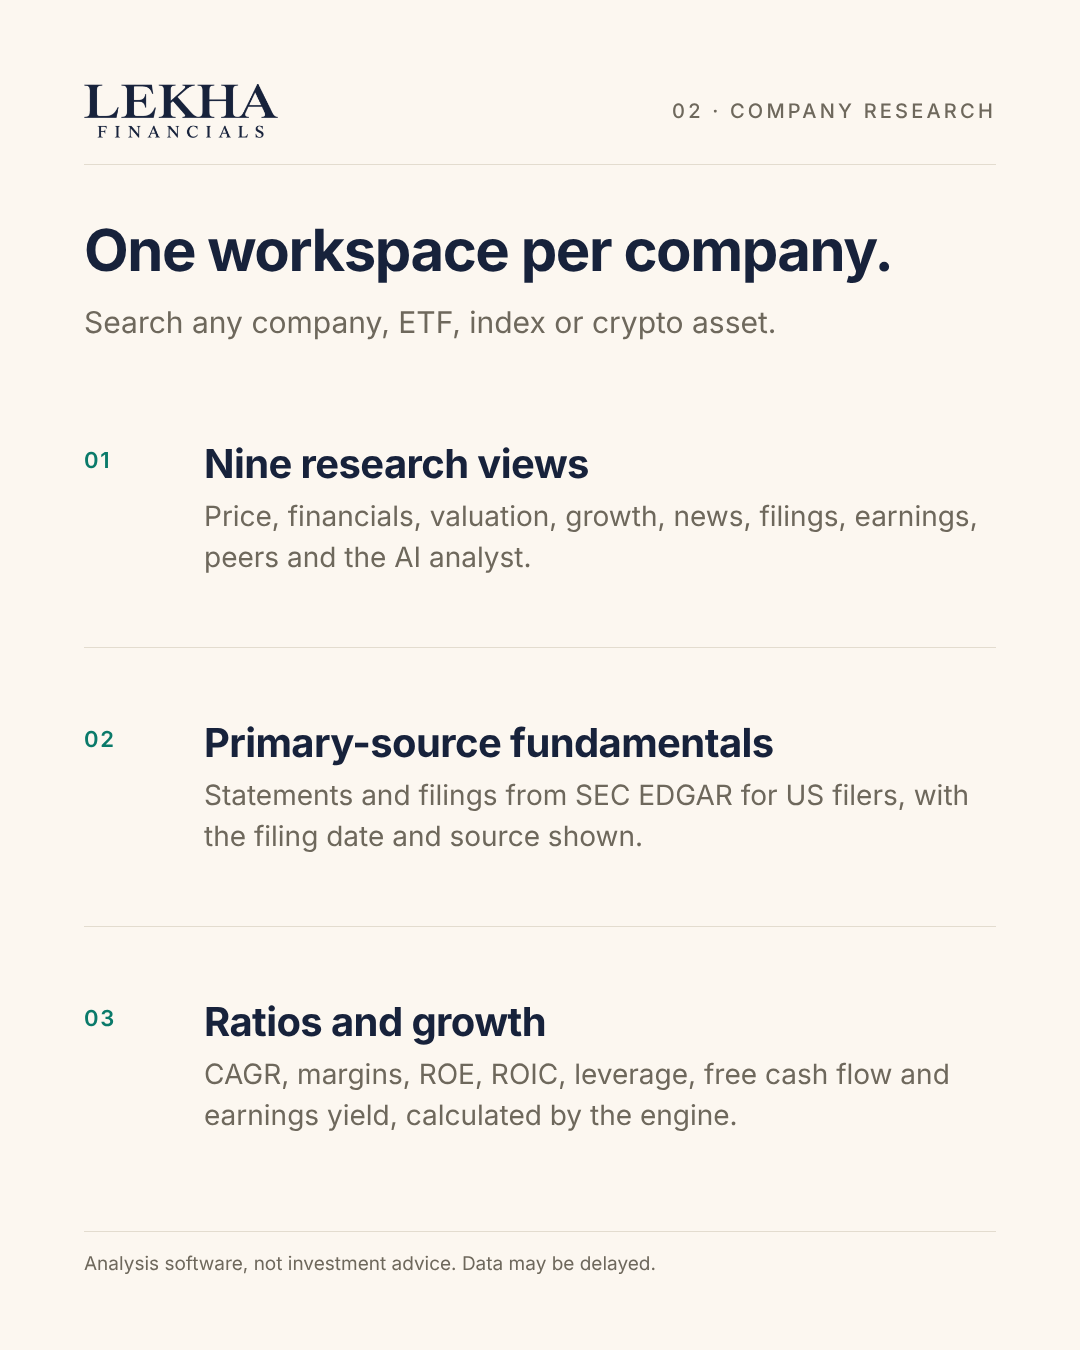 LEKHA
FINANCIALS
02 · COMPANY RESEARCH
One workspace per company.
Search any company, ETF, index or crypto asset.
01
Nine research views
Price, financials, valuation, growth, news, filings, earnings,
peers and the AI analyst.
02
Primary-source fundamentals
Statements and filings from SEC EDGAR for US filers, with
the filing date and source shown.
03
Ratios and growth
CAGR, margins, ROE, ROIC, leverage, free cash flow and
earnings yield, calculated by the engine.
Analysis software, not investment advice. Data may be delayed.